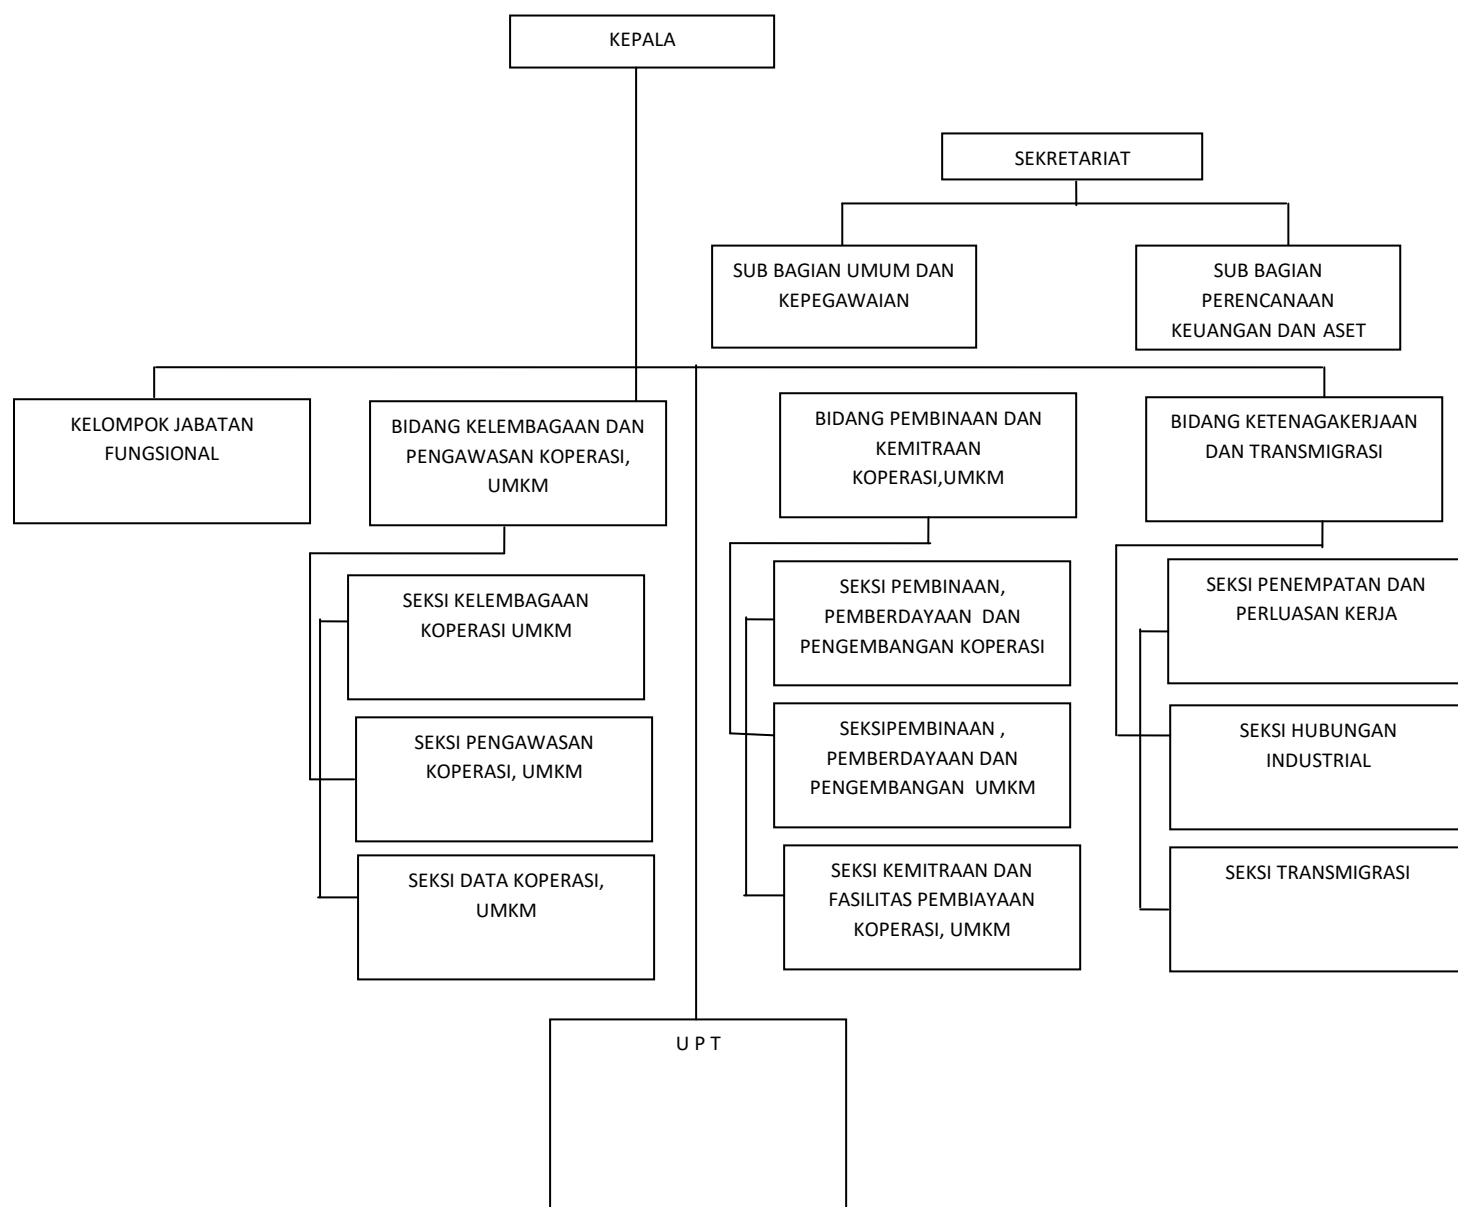 KEPALA
SEKRETARIAT
SUB BAGIAN UMUM DAN
KEPEGAWAIAN
SUB BAGIAN
PERENCANAAN
KEUANGAN DAN ASET
KELOMPOK JABATAN
FUNGSIONAL
BIDANG KELEMBAGAAN DAN
PENGAWASAN KOPERASI,
UMKM
BIDANG PEMBINAAN DAN
KEMITRAAN
KOPERASI,UMKM
BIDANG KETENAGAKERJAAN
DAN TRANSMIGRASI
SEKSI KELEMBAGAAN
KOPERASI UMKM
SEKSI PENGAWASAN
KOPERASI, UMKM
SEKSI DATA KOPERASI,
UMKM
SEKSI PEMBINAAN,
PEMBERDAYAAN DAN
PENGEMBANGAN KOPERASI
SEKSIPEMBINAAN ,
PEMBERDAYAAN DAN
PENGEMBANGAN UMKM
SEKSI KEMITRAAN DAN
FASILITAS PEMBIAYAAN
KOPERASI, UMKM
SEKSI PENEMPATAN DAN
PERLUASAN KERJA
SEKSI HUBUNGAN
INDUSTRIAL
SEKSI TRANSMIGRASI
U P T